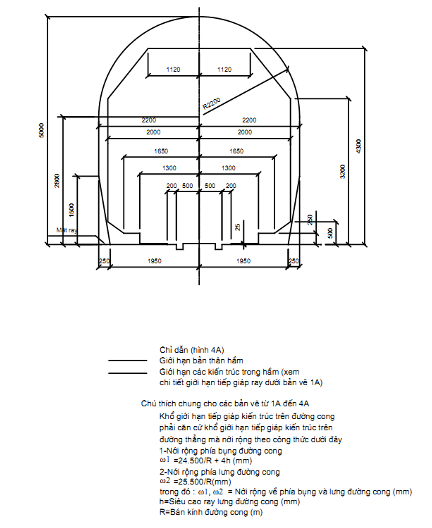 1120
1120
R2200
2200
2200
2000
2000
1650
1650
1300
1300
200
500
500
200
5000
2800
1500
4300
3200
250
500
25
Mặt ray
250
1950
1950
250
Chỉ dẫn (hình 4A)
Giới hạn bản thân hầm
Giới hạn các kiến trúc trong hầm (xem
chi tiết giới hạn tiếp giáp ray dưới bản vẽ 1A)
Chú thích chung cho các bản vẽ từ 1A đến 4A
Khổ giới hạn tiếp giáp kiến trúc trên đường cong
phải căn cứ khổ giới hạn tiếp giáp kiến trúc trên
đường thẳng mà nới rộng theo công thức dưới đây
1-Nới rộng phía bụng đường cong
ω1 =24.500/R + 4h (mm)
2-Nới rộng phía lưng đường cong
ω2 =25.500/R(mm)
trong đó : ω1, ω2 = Nới rộng về phía bụng và lưng đường cong (mm)
h=Siêu cao ray lưng đường cong (mm)
R=Bán kính đường cong (m)